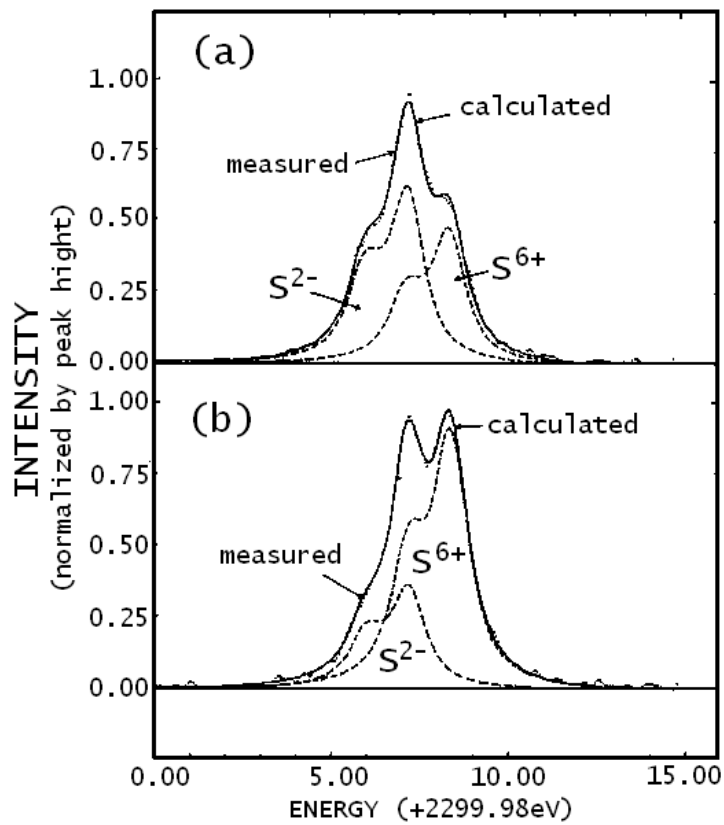 (a)
1.00
0.75
0.50
0.25
0.00
calculated
measured
S2-
S6+
INTENSITY
(normalized by peak hight)
(b)
1.00
0.75
0.50
0.25
0.00
calculated
measured
S6+
S2-
0.00 5.00 10.00 15.00
ENERGY (+2299.98eV)